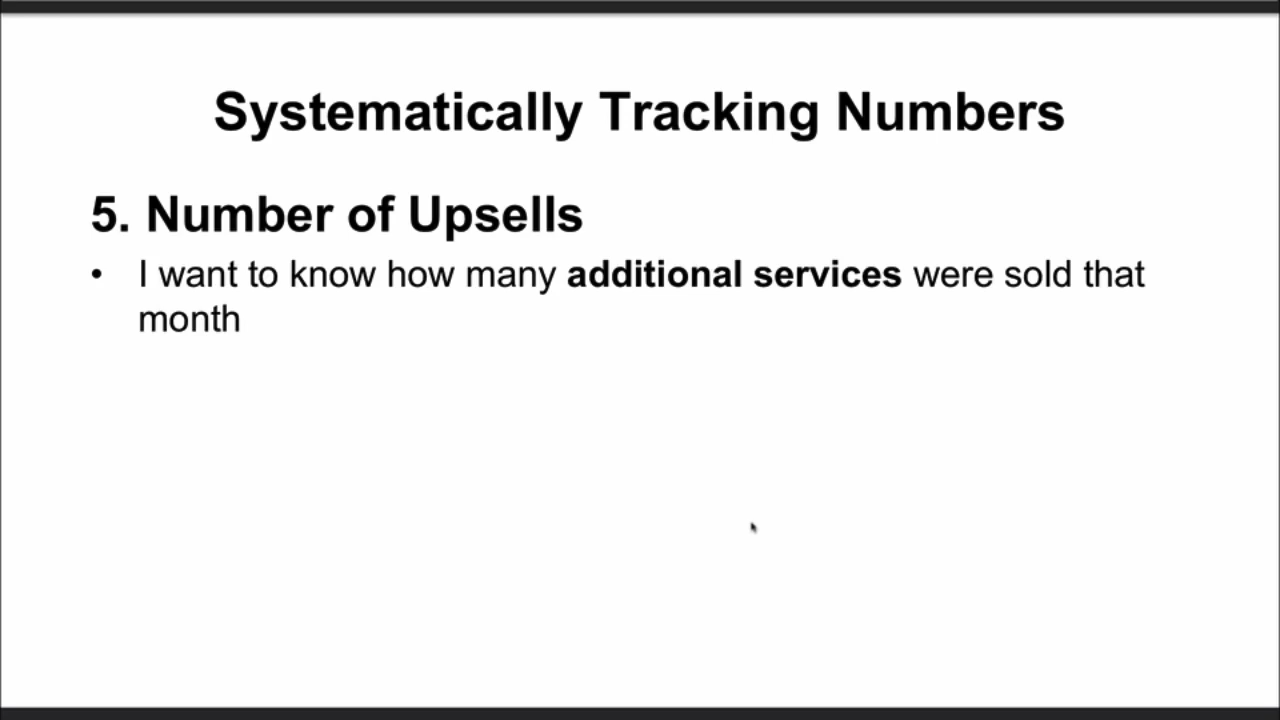 Systematically Tracking Numbers
5. Number of Upsells
• I want to know how many additional services were sold that
month